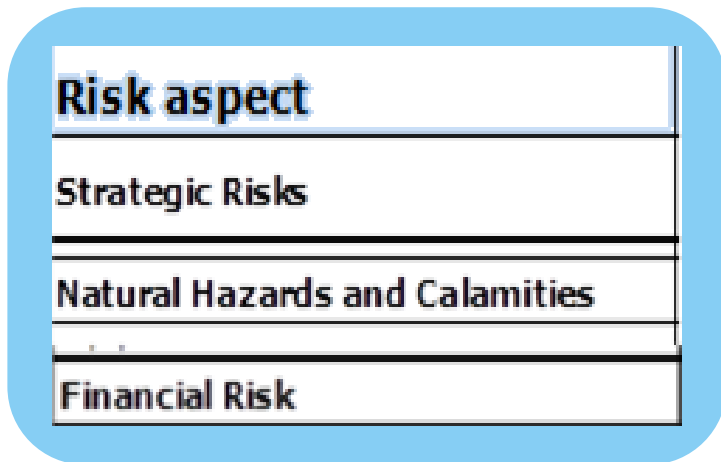 Risk aspect
Strategic Risks
Natural Hazards and Calamities
Financial Risk